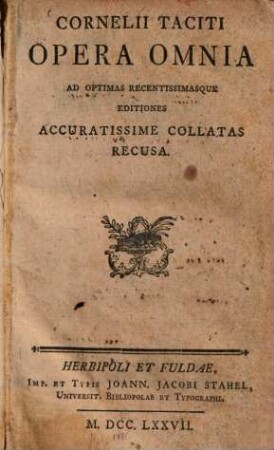 CORNELII TACITI
OPERA OMNIA
AD OPTIMAS RECENTISSIMASQUE
EDITIONES
ACCURATISSIME COLLATAS
RECUSA.
HERBIPOLI ET FULDAE,
IMP. ET TYPIS JOANN. JACOBI STAHEL,
UNIVERSIT. BIBLIOPOLAE ET TYPOGRAPHI.
M. DCC. LXXVII.